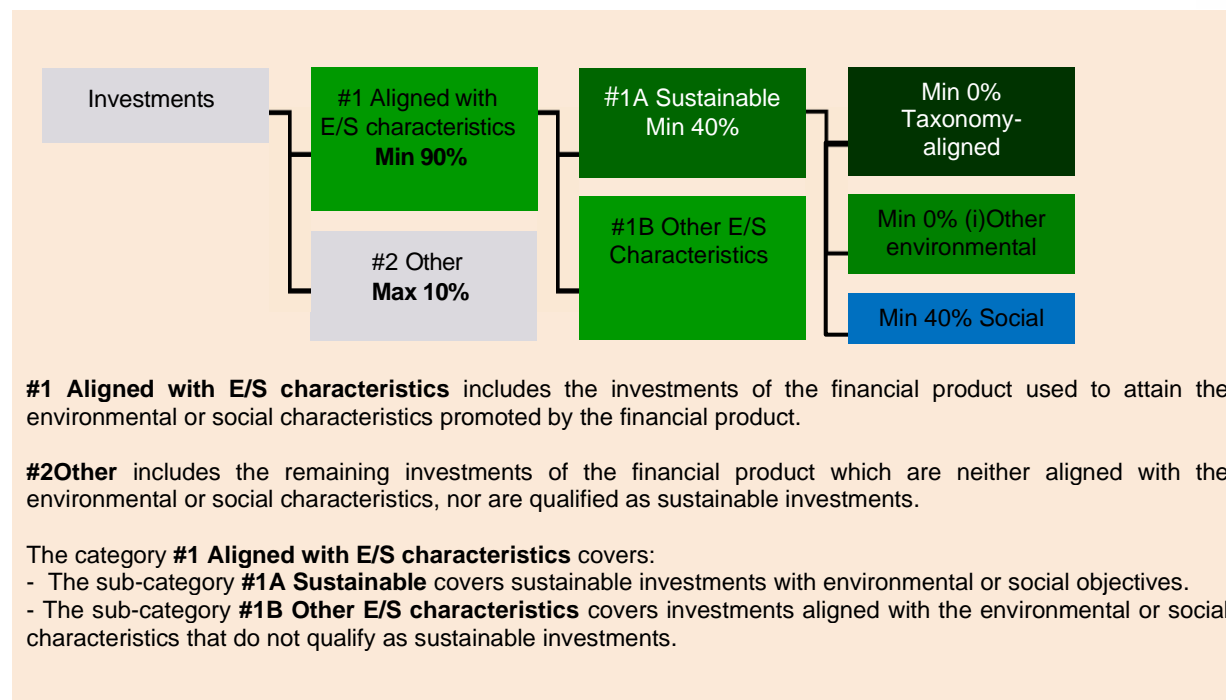 Investments
#1 Aligned with
E/S characteristics
Min 90%
#2 Other
Max 10%
#1A Sustainable
Min 40%
#1B Other E/S
Characteristics
Min 0%
Taxonomy-
aligned
Min 0% (i)Other
environmental
Min 40% Social
#1 Aligned with E/S characteristics includes the investments of the financial product used to attain the
environmental or social characteristics promoted by the financial product.
#2Other includes the remaining investments of the financial product which are neither aligned with the
environmental or social characteristics, nor are qualified as sustainable investments.
The category #1 Aligned with E/S characteristics covers:
- The sub-category #1A Sustainable covers sustainable investments with environmental or social objectives.
- The sub-category #1B Other E/S characteristics covers investments aligned with the environmental or social
characteristics that do not qualify as sustainable investments.